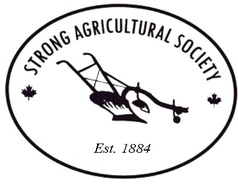 STRONG AGRICULTURAL SOCIETY
Est. 1884